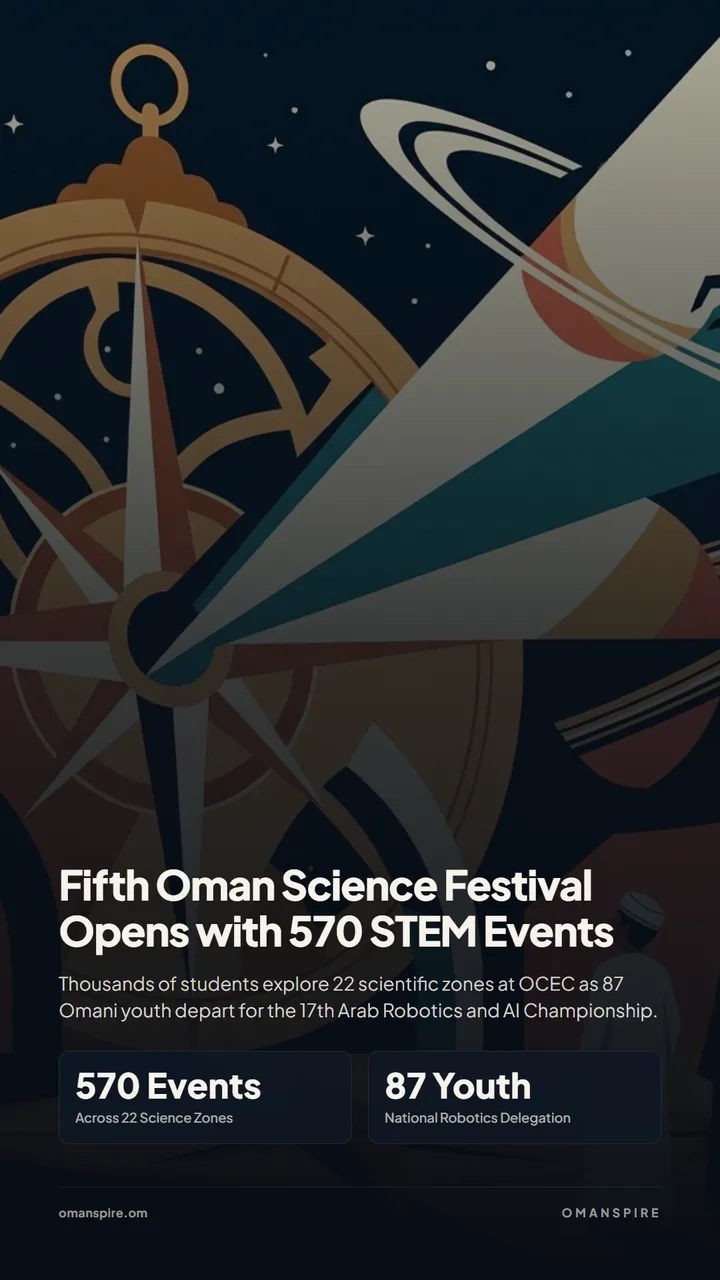 Fifth Oman Science Festival
Opens with 570 STEM Events
Thousands of students explore 22 scientific zones at OCEC as 87
Omani youth depart for the 17th Arab Robotics and AI Championship.
570 Events
Across 22 Science Zones
87 Youth
National Robotics Delegation
omanspire.om
OMANSPIRE